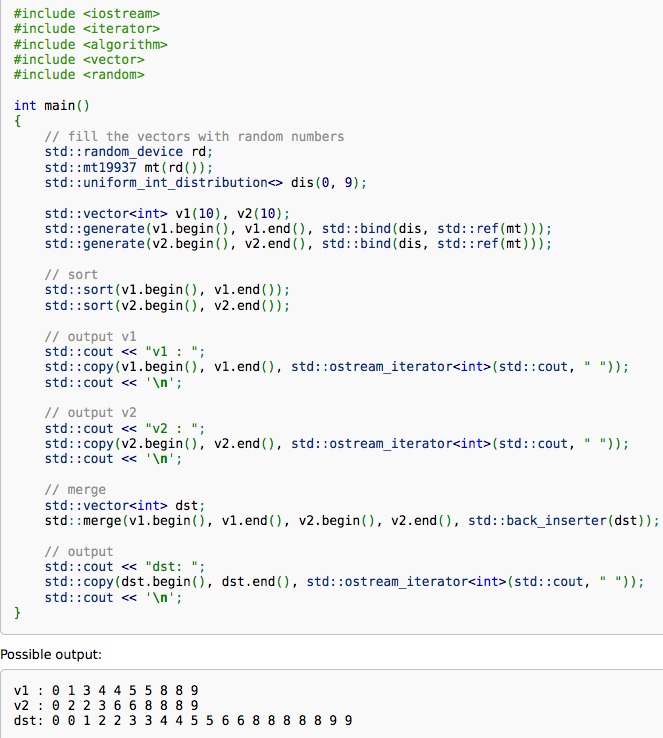 #include <iostream>
#include <iterator>
#include <algorithm>
#include <vector>
#include <random>

int main()
{
    // fill the vectors with random numbers
    std::random_device rd;
    std::mt19937 mt(rd());
    std::uniform_int_distribution<> dis(0, 9);

    std::vector<int> v1(10), v2(10);
    std::generate(v1.begin(), v1.end(), std::bind(dis, std::ref(mt)));
    std::generate(v2.begin(), v2.end(), std::bind(dis, std::ref(mt)));

    // sort
    std::sort(v1.begin(), v1.end());
    std::sort(v2.begin(), v2.end());

    // output v1
    std::cout << "v1 : ";
    std::copy(v1.begin(), v1.end(), std::ostream_iterator<int>(std::cout, " "));
    std::cout << '\n';

    // output v2
    std::cout << "v2 : ";
    std::copy(v2.begin(), v2.end(), std::ostream_iterator<int>(std::cout, " "));
    std::cout << '\n';

    // merge
    std::vector<int> dst;
    std::merge(v1.begin(), v1.end(), v2.begin(), v2.end(), std::back_inserter(dst));

    // output
    std::cout << "dst: ";
    std::copy(dst.begin(), dst.end(), std::ostream_iterator<int>(std::cout, " "));
    std::cout << '\n';
}
Possible output:
v1 : 0 1 3 4 4 5 5 8 8 9
v2 : 0 2 2 3 6 6 8 8 8 9
dst: 0 0 1 2 2 3 3 4 4 5 5 6 6 8 8 8 8 8 9 9